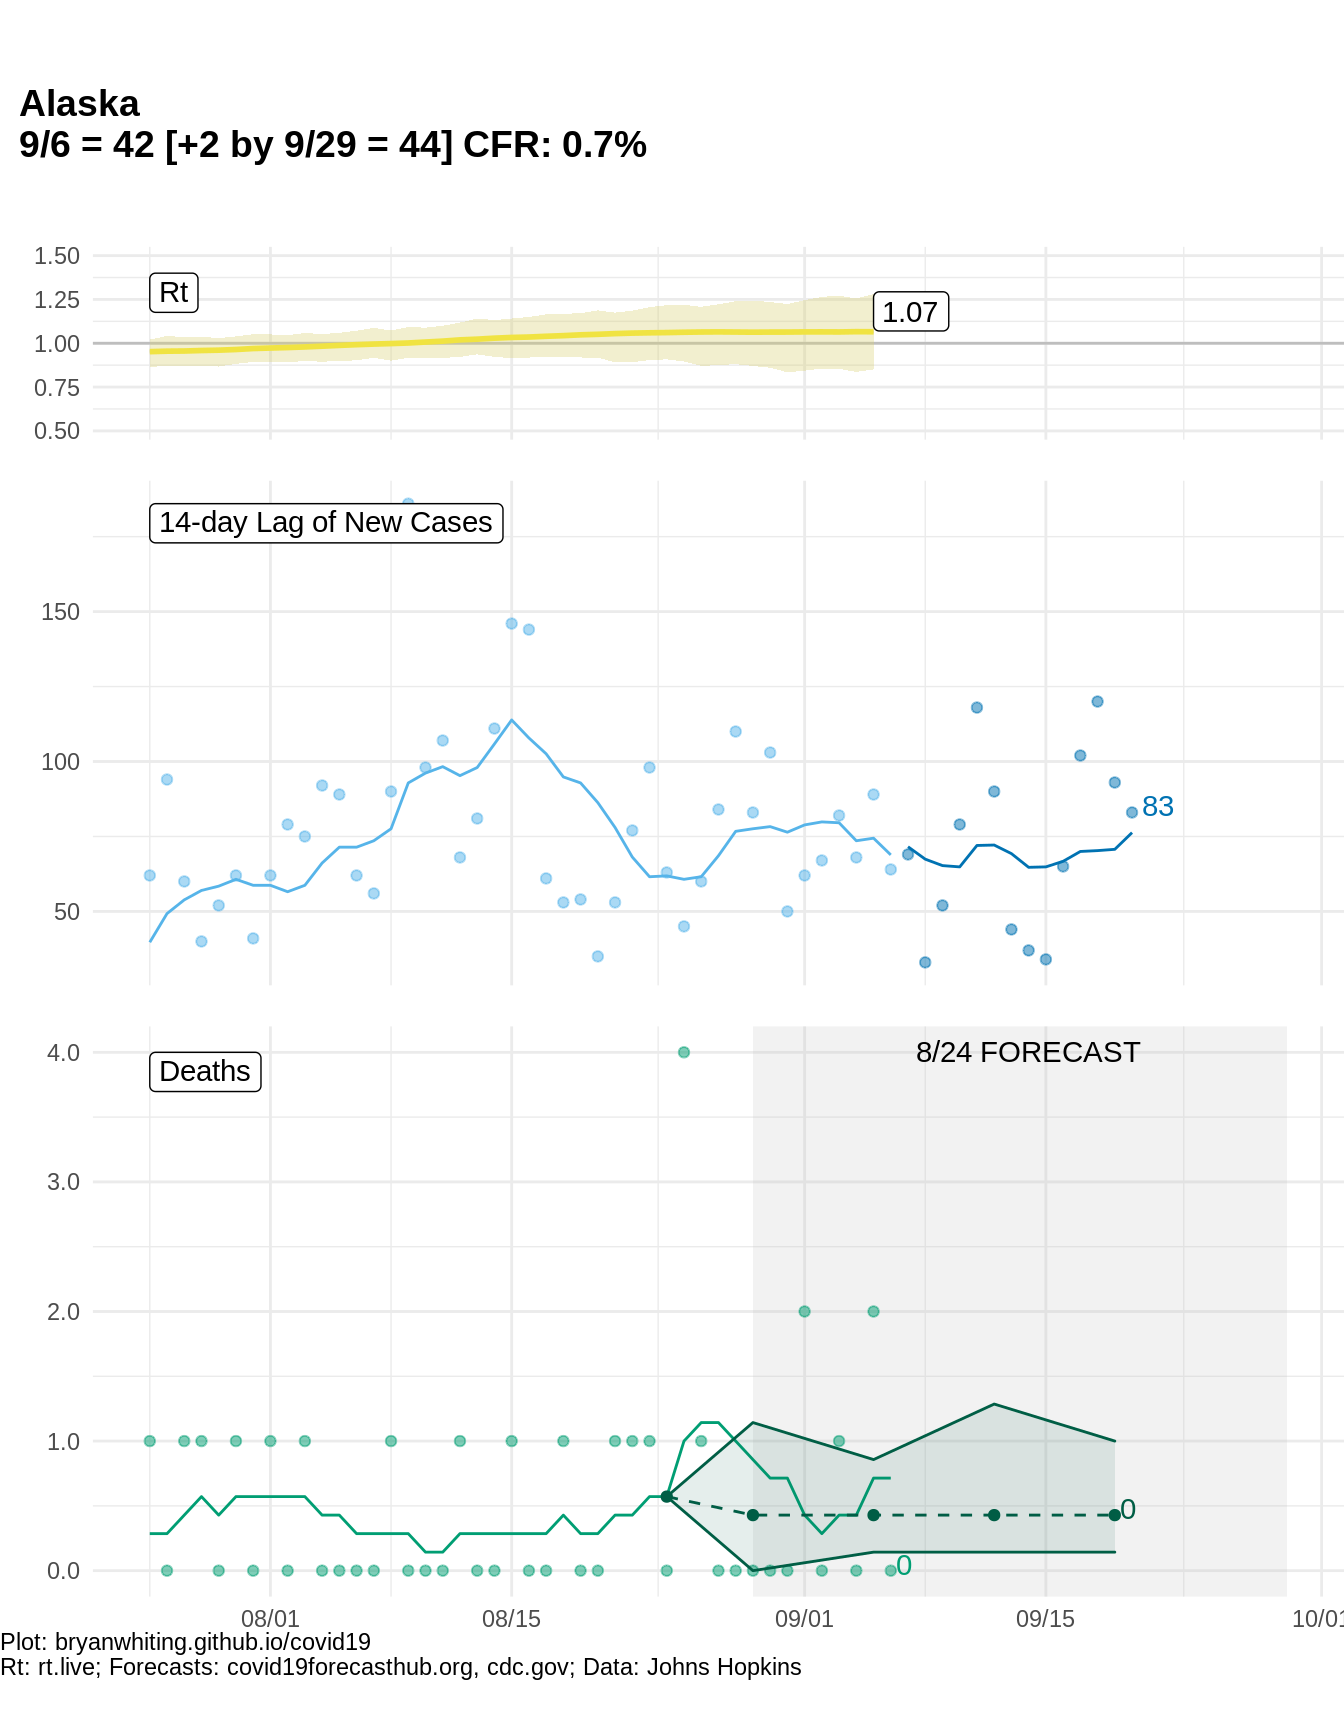 Alaska
9/6 = 42 [+2 by 9/29 = 44] CFR: 0.7%
1.50
1.25
1.00
0.75
0.50
Rt
1.07
14-day Lag of New Cases
150
100
50
83
4.0
3.0
2.0
1.0
0.0
Deaths
8/24 FORECAST
0
0
08/01 08/15 09/01 09/15 10/01
Plot: bryanwhiting.github.io/covid19
Rt: rt.live; Forecasts: covid19forecasthub.org, cdc.gov; Data: Johns Hopkins